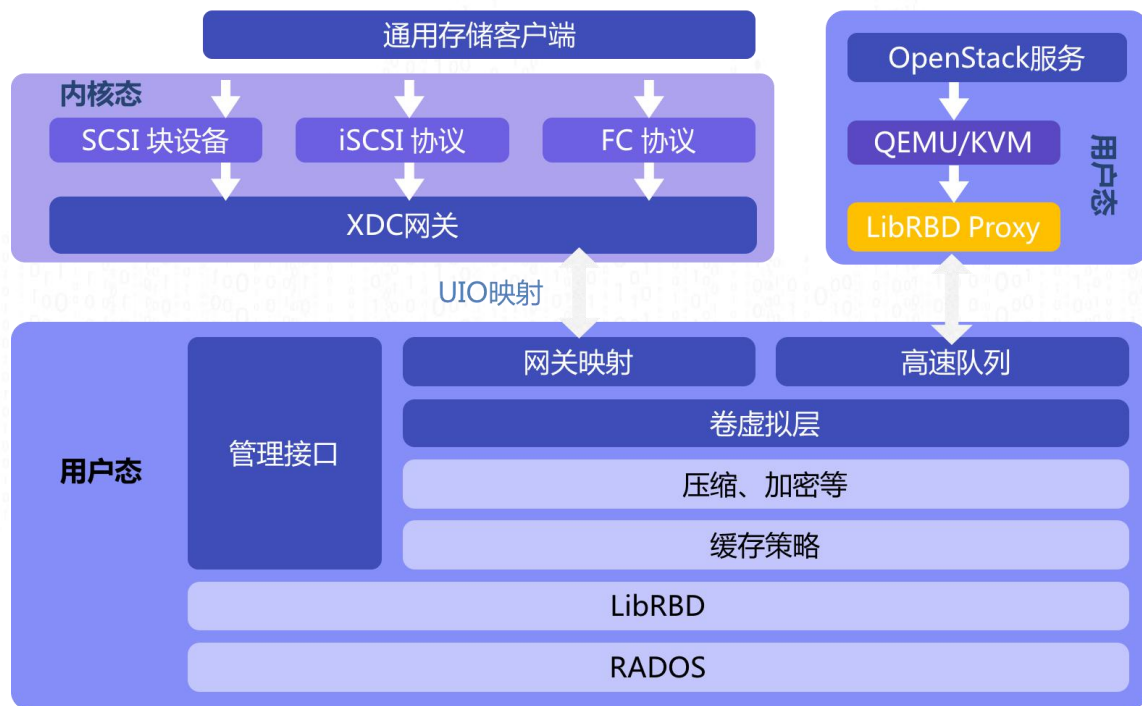 通用存储客户端
内核态
SCSI 块设备
iSCSI 协议
FC 协议
XDC网关
OpenStack服务
QEMU/KVM
LibRBD Proxy
用户态
UIO映射
用户态
管理接口
网关映射
高速队列
卷虚拟层
压缩、加密等
缓存策略
LibRBD
RADOS